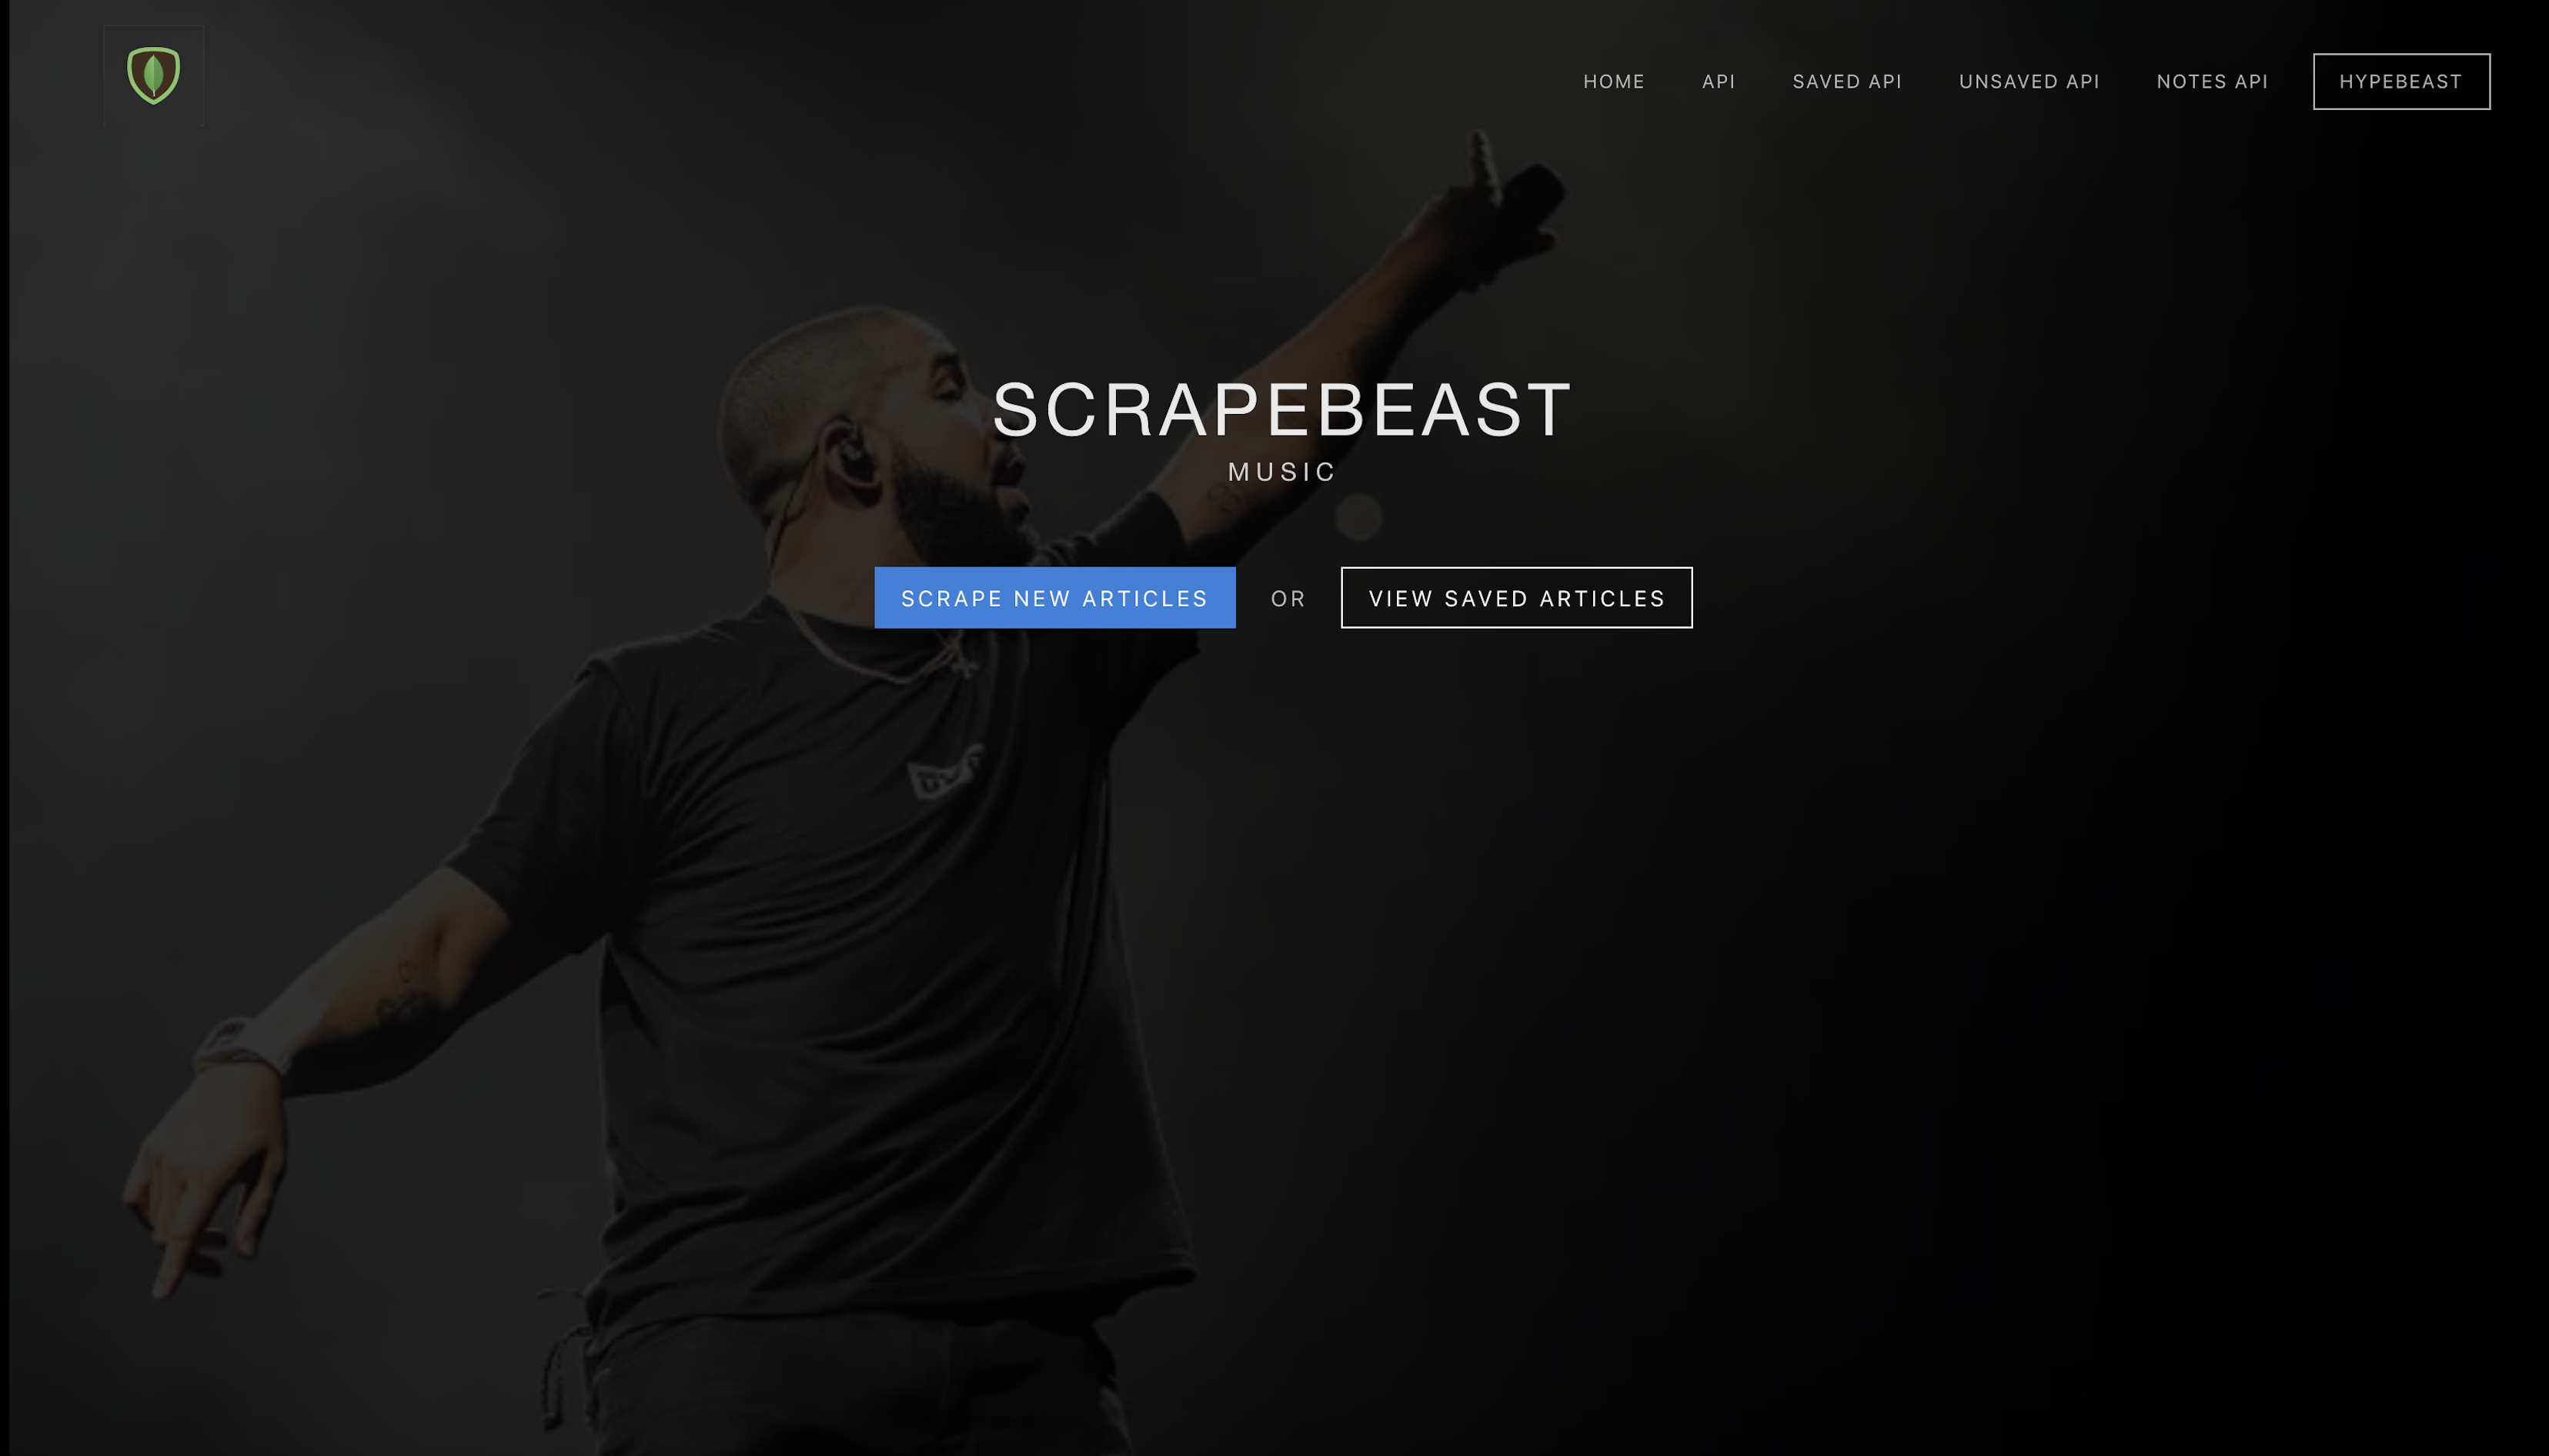 HOME API SAVED API UNSAVED API NOTES API HYPEBEAST
SCRAPEBEAST
MUSIC
SCRAPE NEW ARTICLES OR VIEW SAVED ARTICLES